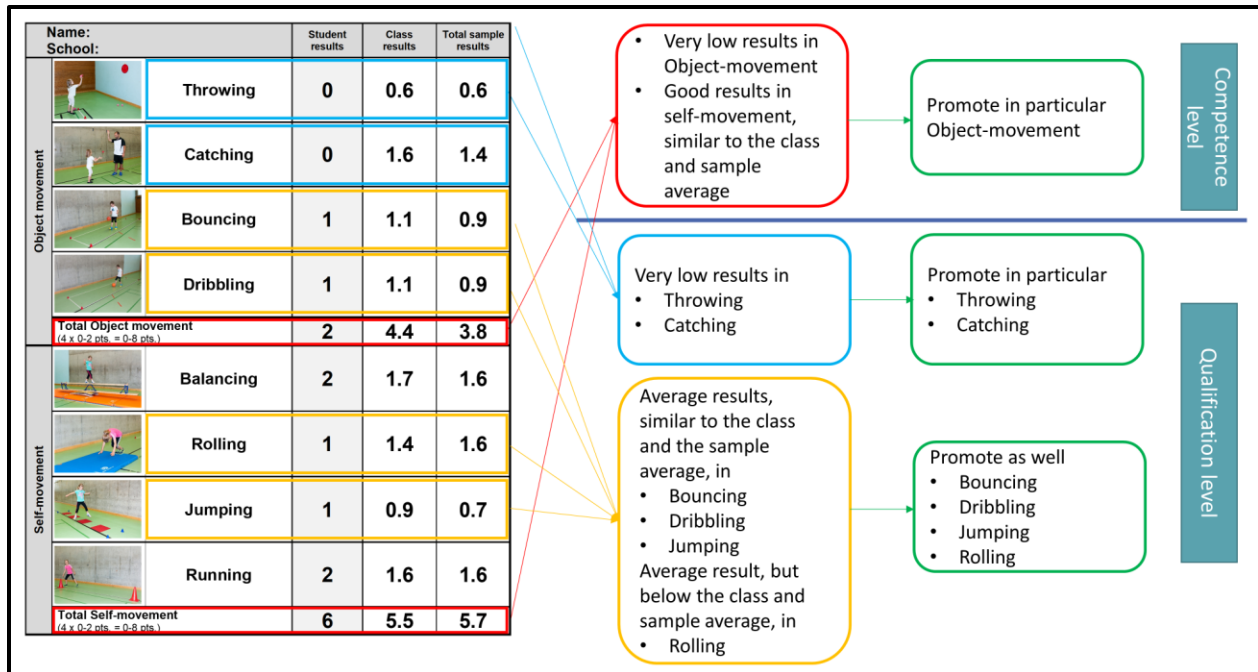 Name:
School:
Student results
Class results
Total sample results
Object movement
Throwing 0 0.6 0.6
Catching 0 1.6 1.4
Bouncing 1 1.1 0.9
Dribbling 1 1.1 0.9
Total Object movement 2 4.4 3.8
(4 x 0-2 pts. = 0-8 pts.)
Self-movement
Balancing 2 1.7 1.6
Rolling 1 1.4 1.6
Jumping 1 0.9 0.7
Running 2 1.6 1.6
Total Self-movement 6 5.5 5.7
(4 x 0-2 pts. = 0-8 pts.)
• Very low results in
Object-movement
• Good results in
self-movement,
similar to the class
and sample
average
Promote in particular
Object-movement
Competence
level
Very low results in
• Throwing
• Catching
Promote in particular
• Throwing
• Catching
Average results,
similar to the class
and the sample
average, in
• Bouncing
• Dribbling
• Jumping
Average result, but
below the class and
sample average, in
• Rolling
Promote as well
• Bouncing
• Dribbling
• Jumping
• Rolling
Qualification level